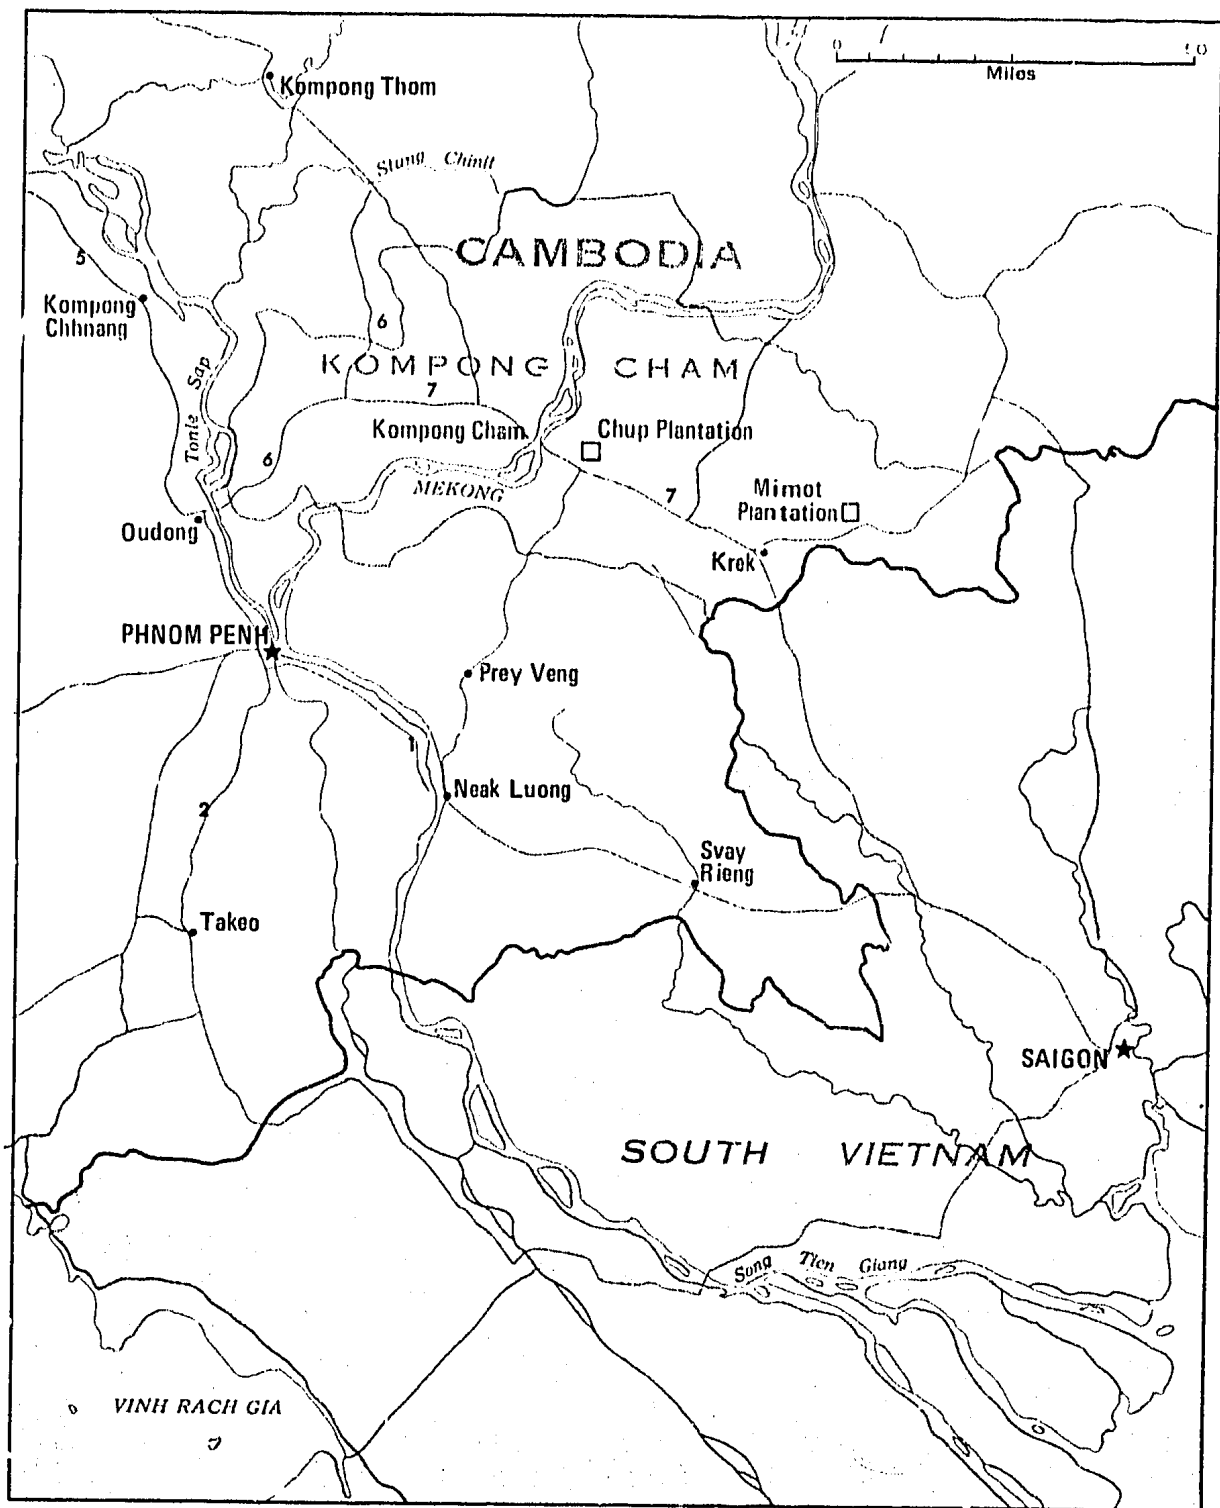 0 50
Miles
Kompong Thom
Stung Chinit
CAMBODIA
5
Kompong
Chhnang
6
Tonle Sap
KOMPONG CHAM
7
Kompong Cham
Chup Plantation
6
MEKONG
7
Mimot
Plantation
Oudong
Krek
PHNOM PENH
Prey Veng
1
Neak Luong
2
Svay
Rieng
Takeo
SAIGON
SOUTH VIETNAM
Song Tien Giang
VINH RACH GIA